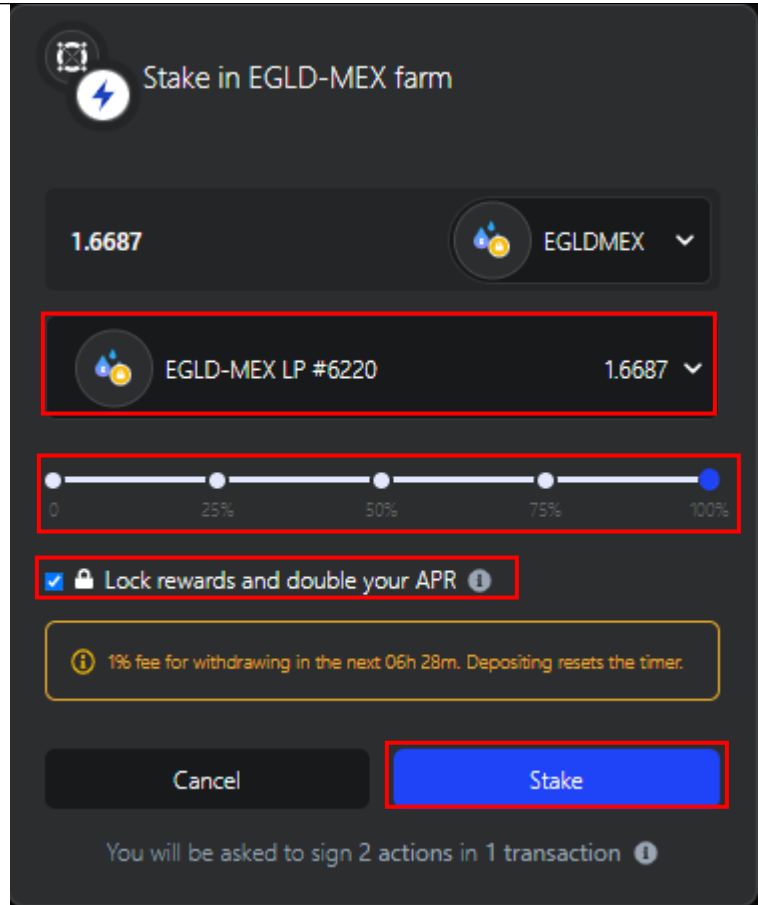 Stake in EGLD-MEX farm
1.6687 EGLDMEX
EGLD-MEX LP #6220 1.6687
0 25% 50% 75% 100%
Lock rewards and double your APR
1% fee for withdrawing in the next 06h 28m. Depositing resets the timer.
Cancel Stake
You will be asked to sign 2 actions in 1 transaction